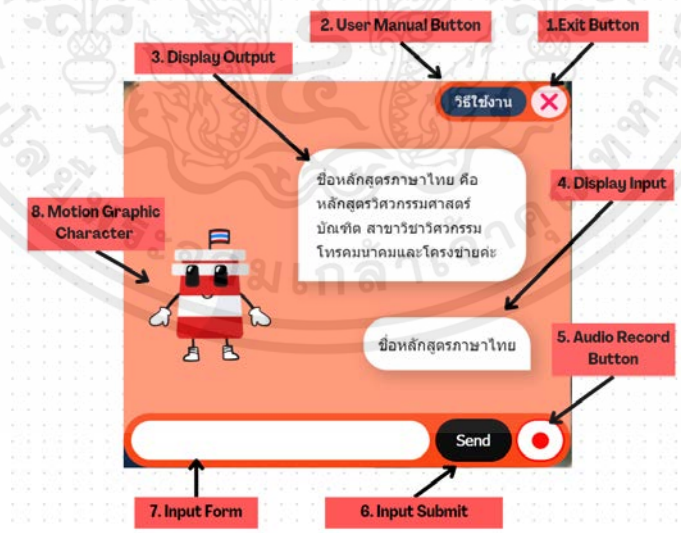 2. User Manual Button
1.Exit Button
3. Display Output
วิธีใช้งาน
ชื่อหลักสูตรภาษาไทย คือ
หลักสูตรวิศวกรรมศาสตร์
บัณฑิต สาขาวิชาวิศวกรรม
โทรคมนาคมและโครงข่ายค่ะ
4. Display Input
8. Motion Graphic
Character
ชื่อหลักสูตรภาษาไทย
5. Audio Record
Button
Send
7. Input Form
6. Input Submit